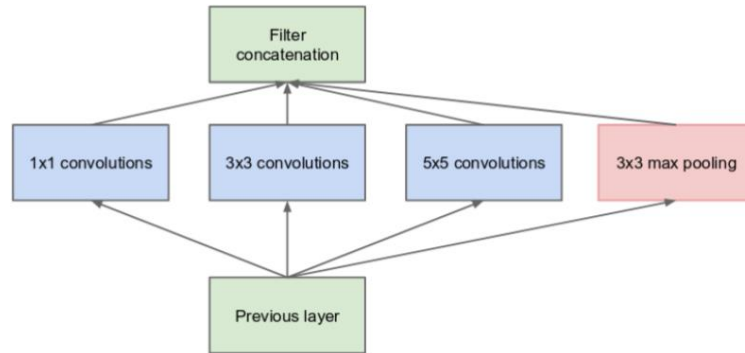 Filter
concatenation
1x1 convolutions
3x3 convolutions
5x5 convolutions
3x3 max pooling
Previous layer